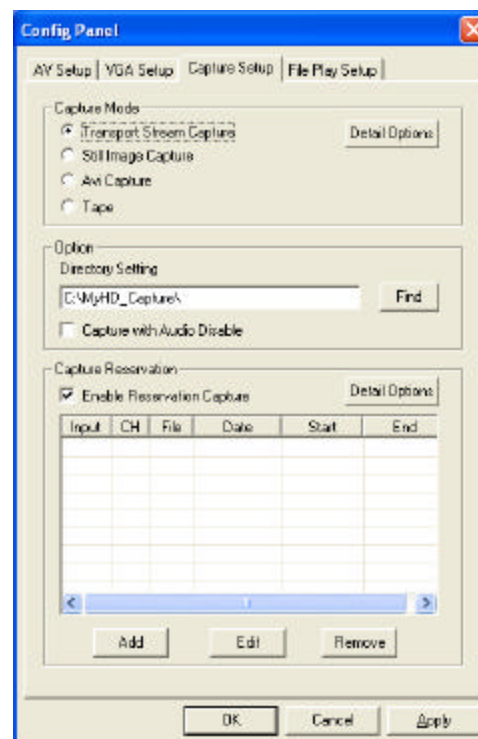 Config Panel
AV Setup VGA Setup Capture Setup File Play Setup
Capture Mode
Transport Stream Capture
Detail Options
Still Image Capture
Avi Capture
Tape
Option
Directory Setting
C:\MyHD_Capture\
Find
Capture with Audio Disable
Capture Reservation
Enable Reservation Capture
Detail Options
Input CH File Date Start End
Add Edit Remove
OK Cancel Apply